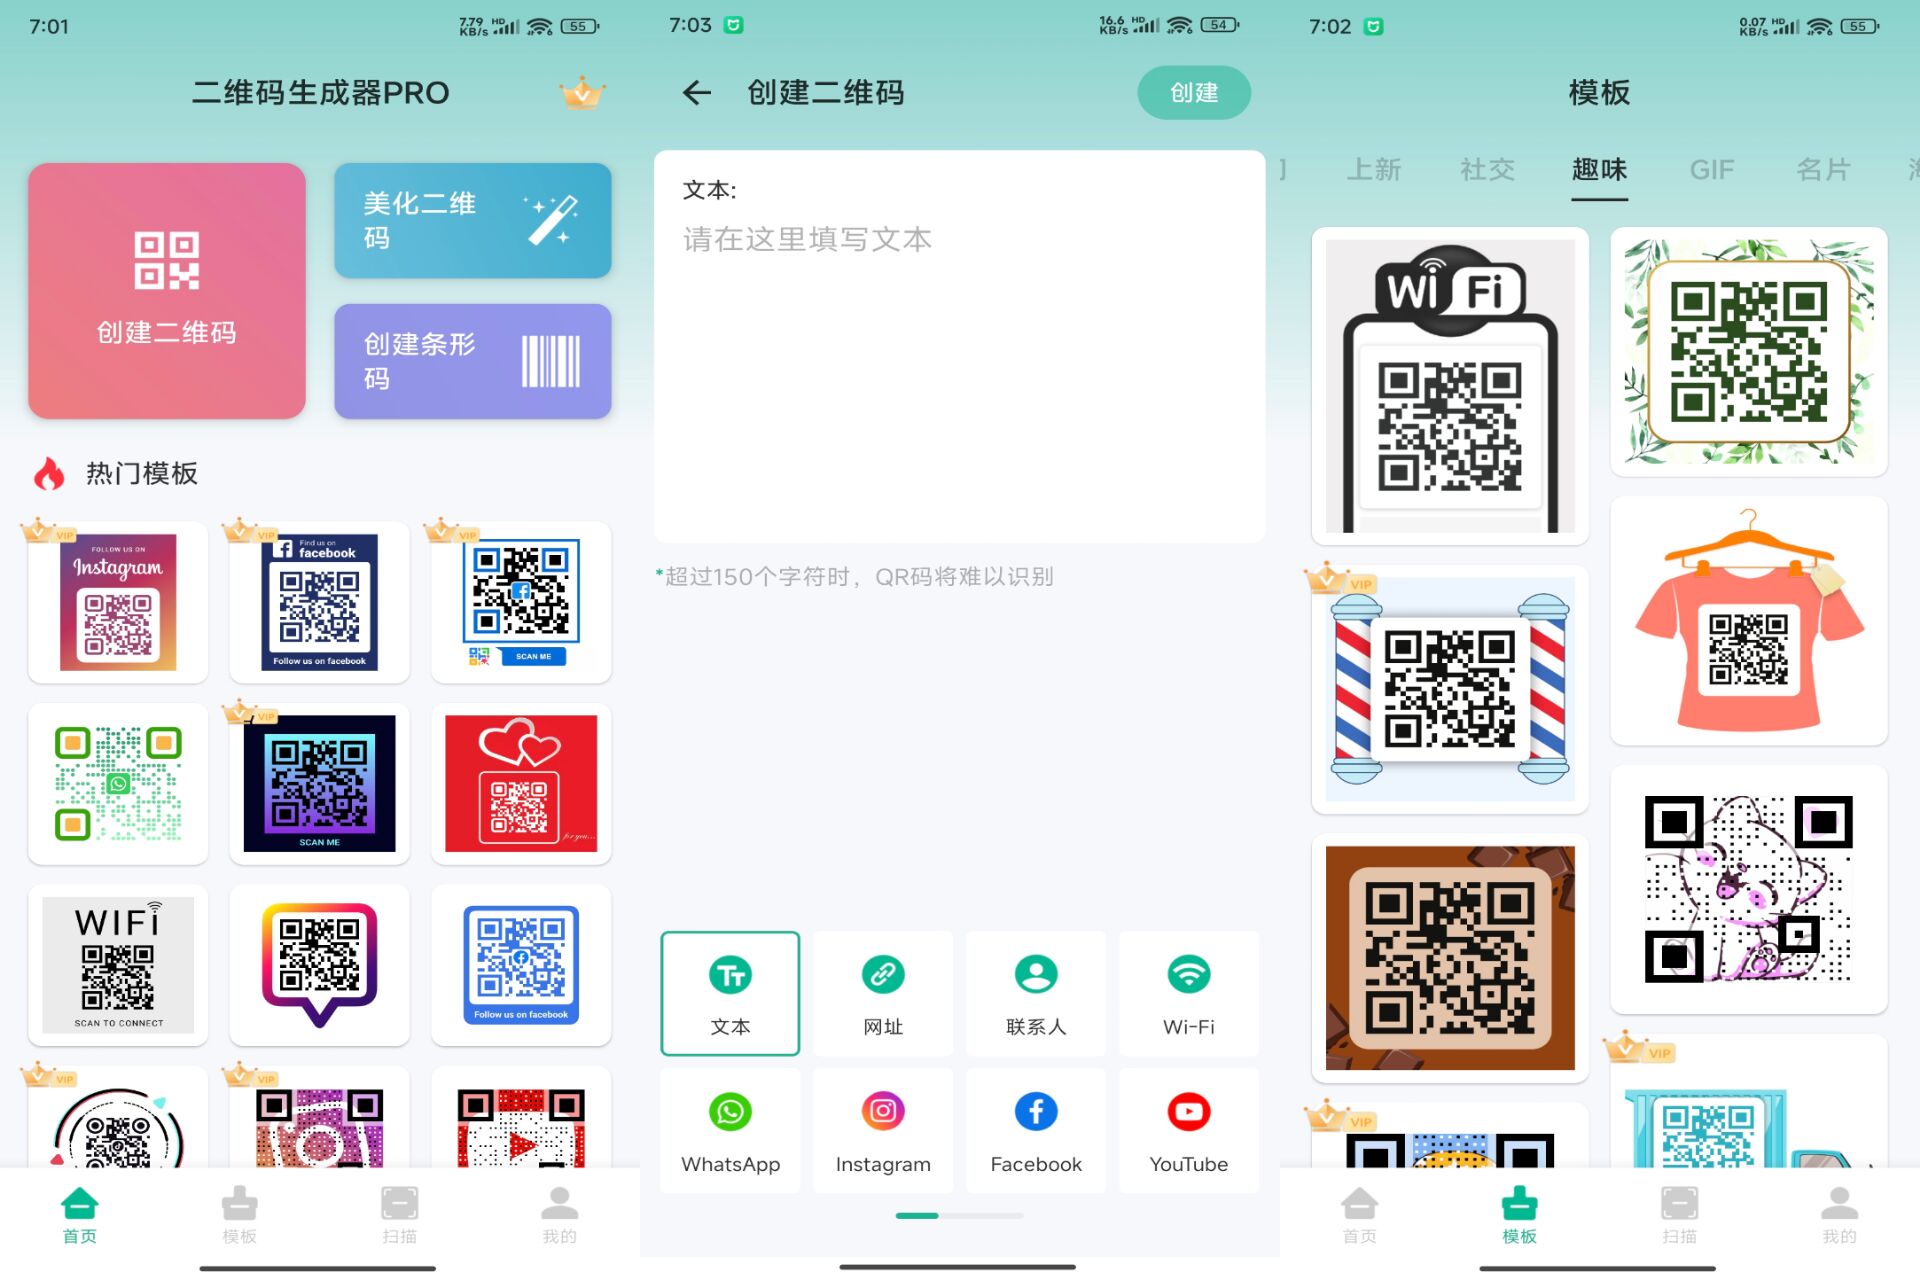 7:01
7.79 KB/s
HD
55
二维码生成器PRO
创建二维码
美化二维
码
创建条形
码
热门模板
VIP
FOLLOW US ON
Instagram
VIP
Find us on
facebook
Follow us on facebook
VIP
SCAN ME
VIP
SCAN ME
for you...
WIFi
SCAN TO CONNECT
Follow us on facebook
VIP
VIP
首页
模板
扫描
我的
7:03
16.6 KB/s
HD
54
创建二维码
创建
文本:
请在这里填写文本
*超过150个字符时，QR码将难以识别
文本
网址
联系人
Wi-Fi
WhatsApp
Instagram
Facebook
YouTube
7:02
0.07 KB/s
HD
55
模板
上新
社交
趣味
GIF
名片
Wi Fi
VIP
VIP
VIP
首页
模板
扫描
我的